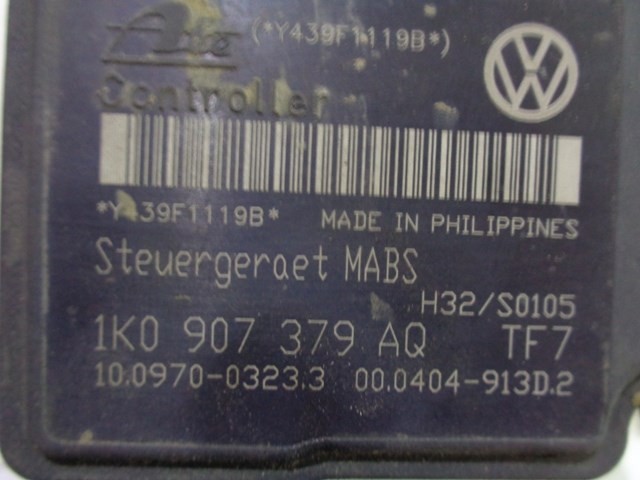 Ate (*Y439F1119B*)
Controller
*Y439F1119B* MADE IN PHILIPPINES
Steuergeraet MABS
H32/S0105
1K0 907 379 AQ TF7
10.0970-0323.3 00.0404-913D.2